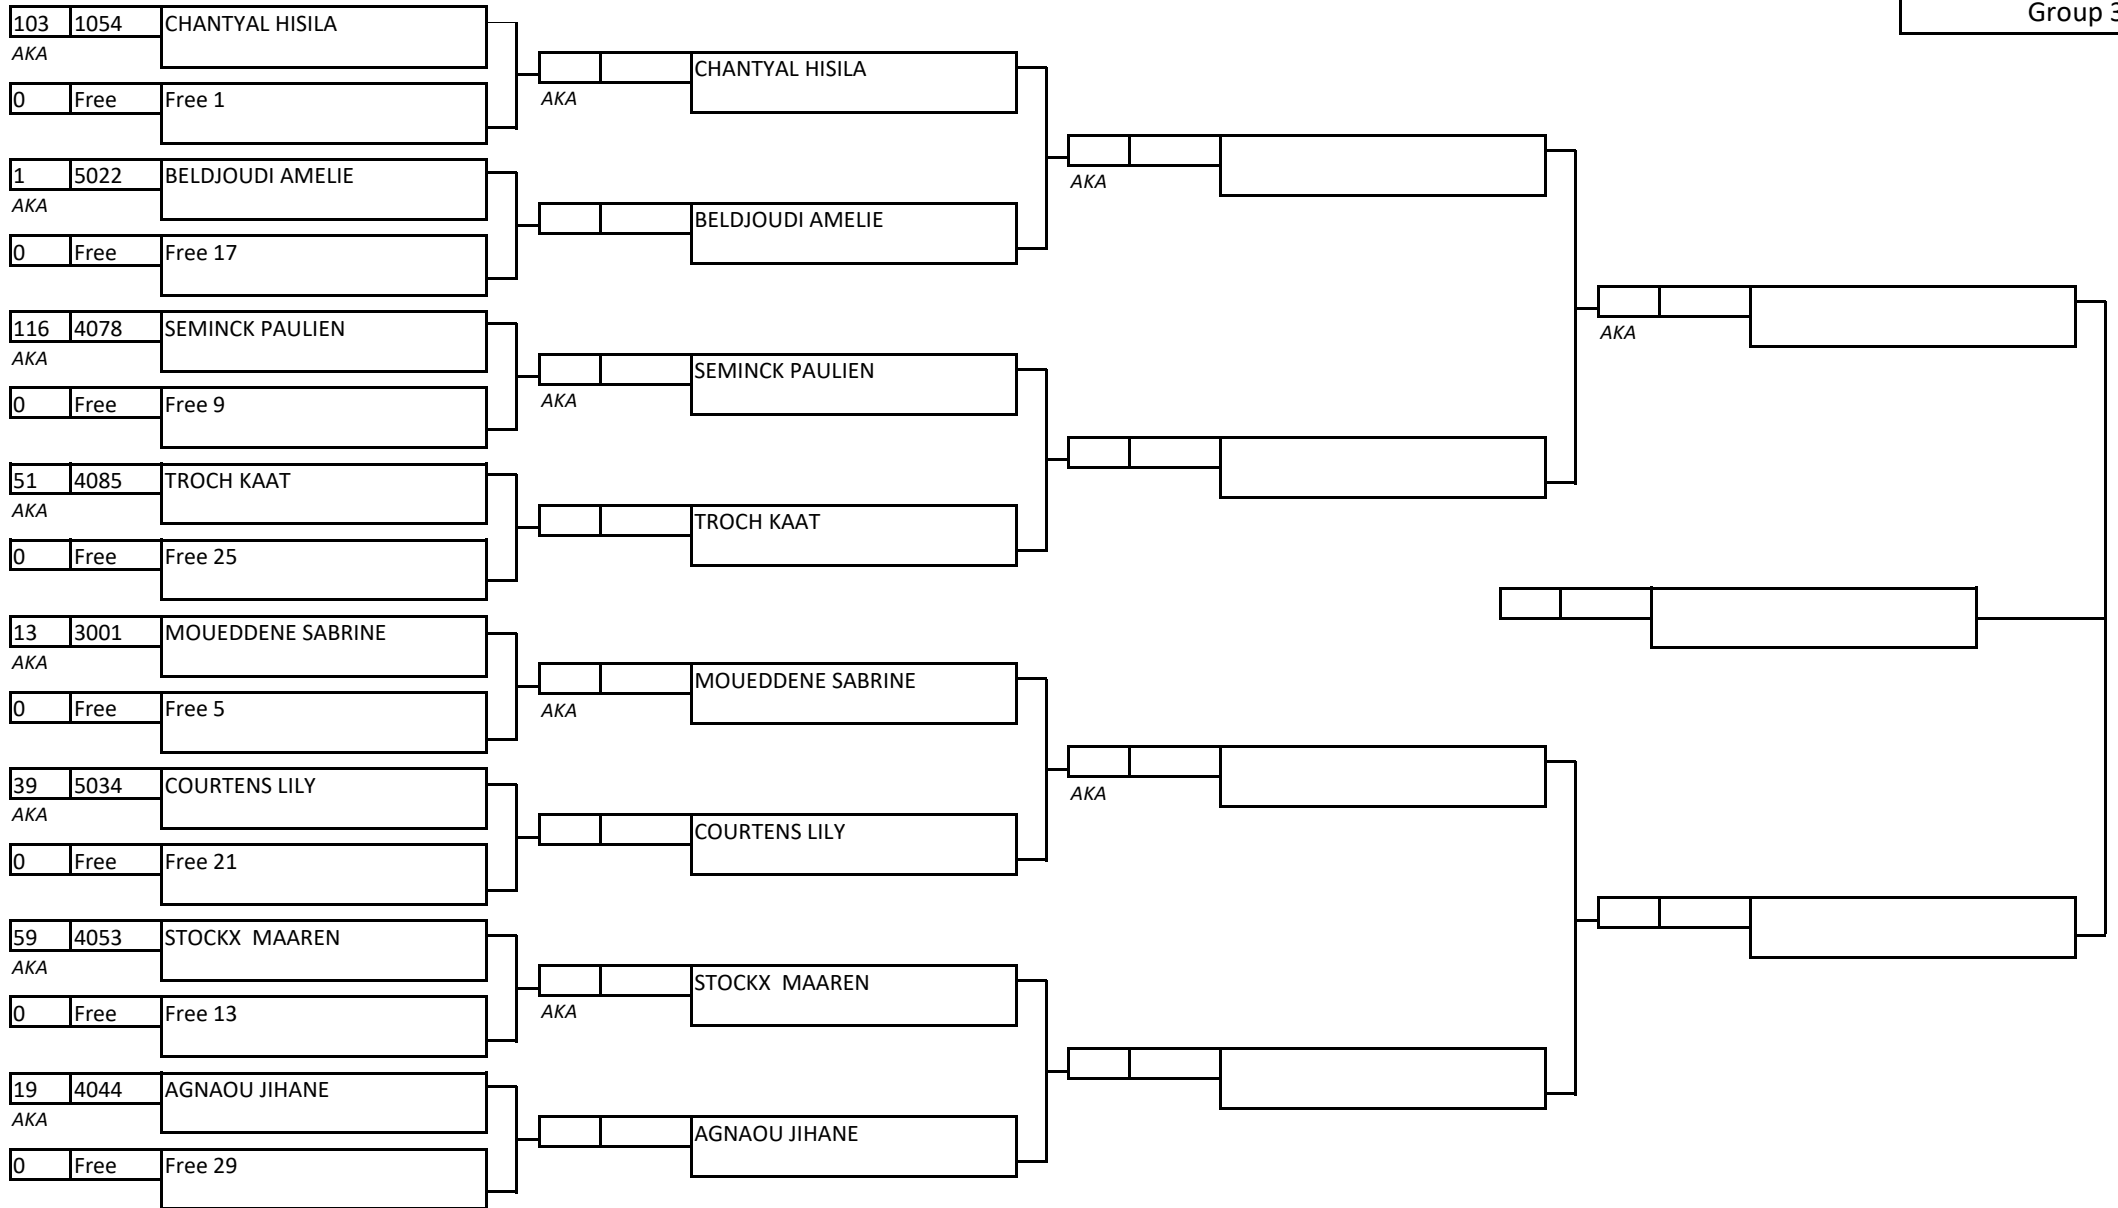 Group 3
103 1054 CHANTYAL HISILA
AKA
0 Free Free 1
1 5022 BELDJOUDI AMELIE
AKA
0 Free Free 17
116 4078 SEMINCK PAULIEN
AKA
0 Free Free 9
51 4085 TROCH KAAT
AKA
0 Free Free 25
13 3001 MOUEDDENE SABRINE
AKA
0 Free Free 5
39 5034 COURTENS LILY
AKA
0 Free Free 21
59 4053 STOCKX  MAAREN
AKA
0 Free Free 13
19 4044 AGNAOU JIHANE
AKA
0 Free Free 29
CHANTYAL HISILA
AKA
BELDJOUDI AMELIE
SEMINCK PAULIEN
AKA
TROCH KAAT
MOUEDDENE SABRINE
AKA
COURTENS LILY
STOCKX  MAAREN
AKA
AGNAOU JIHANE
AKA
AKA
AKA